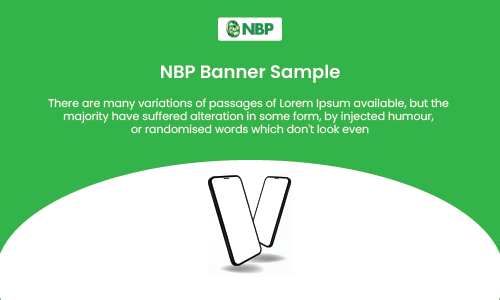 NBP
NBP Banner Sample
There are many variations of passages of Lorem Ipsum available, but the
majority have suffered alteration in some form, by injected humour,
or randomised words which don't look even